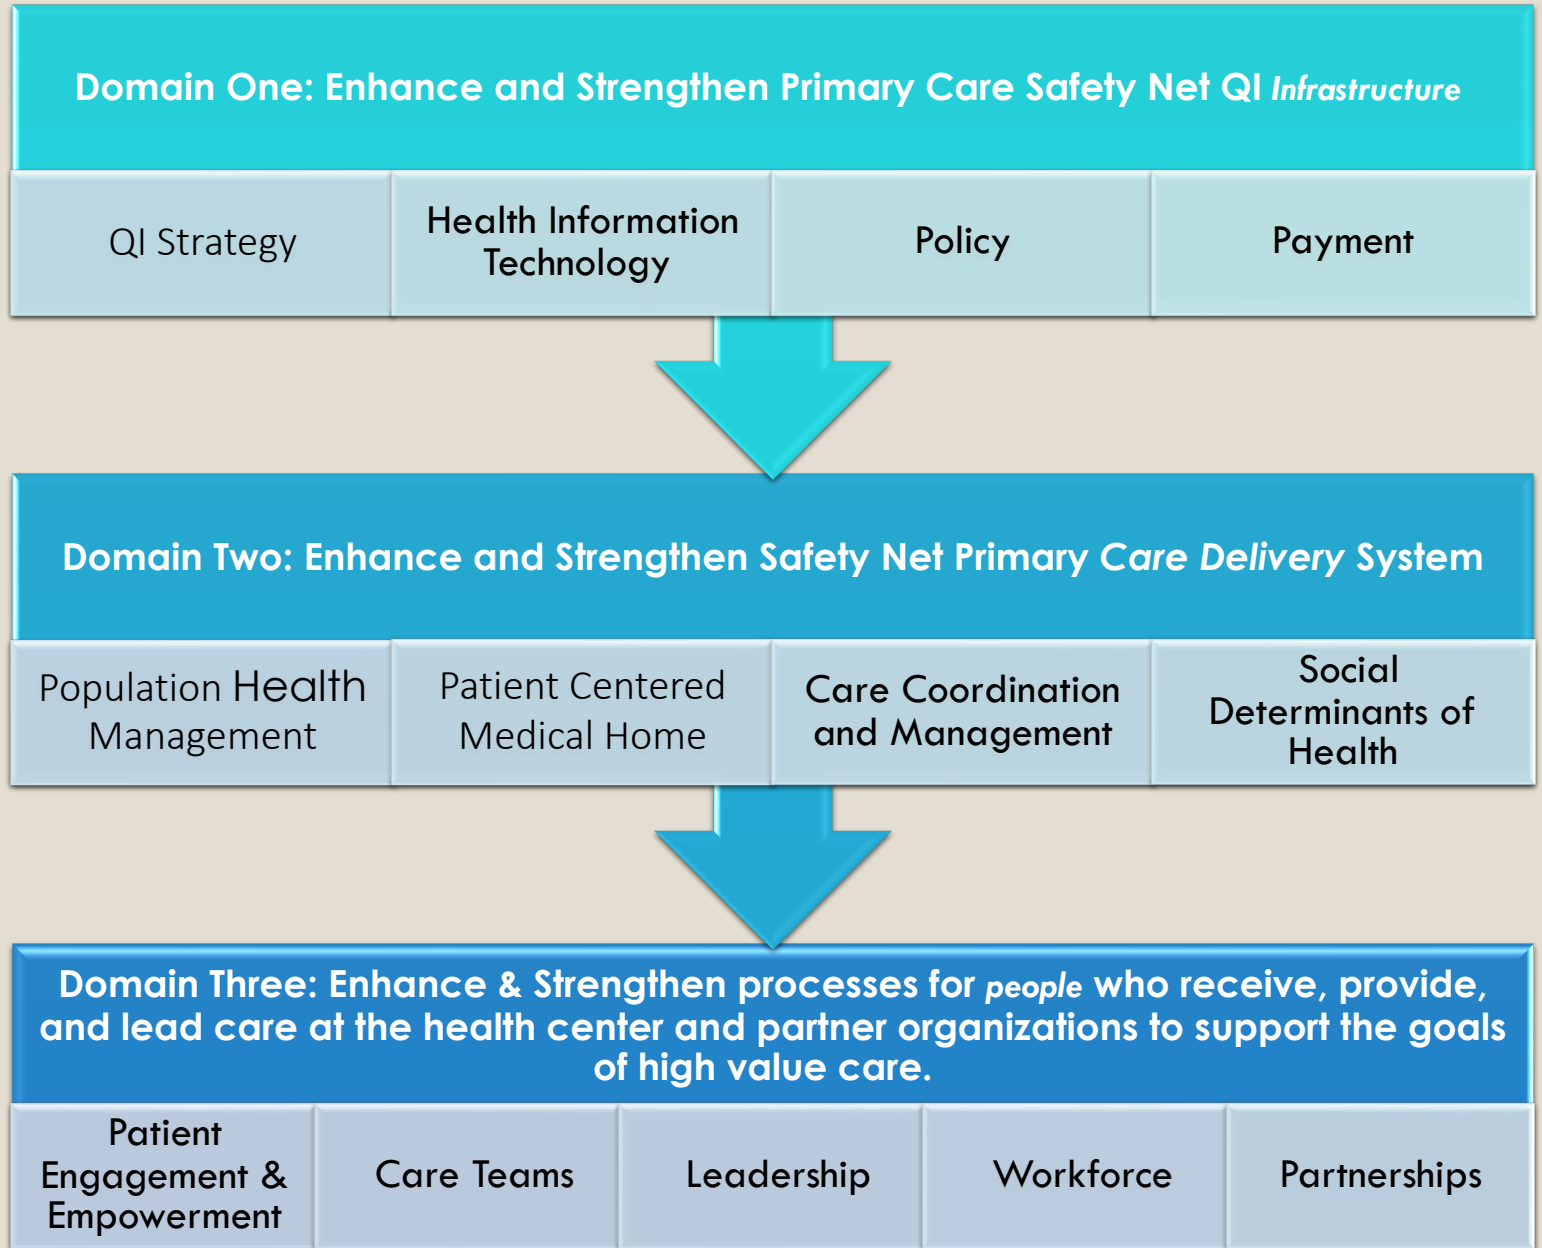 Domain One: Enhance and Strengthen Primary Care Safety Net QI Infrastructure
QI Strategy
Health Information
Technology
Policy
Payment
Domain Two: Enhance and Strengthen Safety Net Primary Care Delivery System
Population Health
Management
Patient Centered
Medical Home
Care Coordination
and Management
Social
Determinants of
Health
Domain Three: Enhance & Strengthen processes for people who receive, provide,
and lead care at the health center and partner organizations to support the goals
of high value care.
Patient
Engagement &
Empowerment
Care Teams
Leadership
Workforce
Partnerships